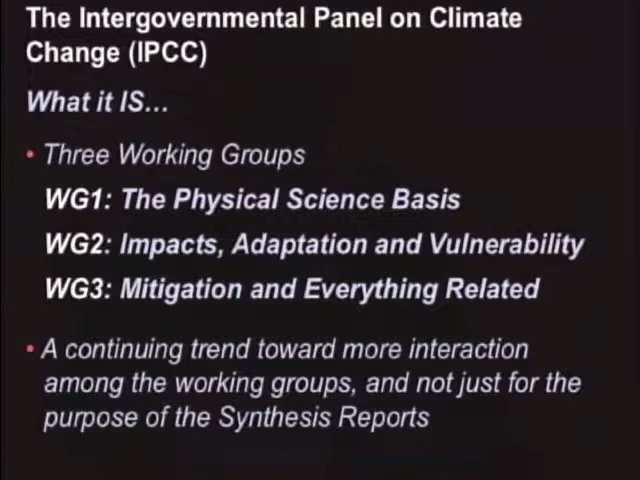 The Intergovernmental Panel on Climate
Change (IPCC)
What it IS...
• Three Working Groups
WG1: The Physical Science Basis
WG2: Impacts, Adaptation and Vulnerability
WG3: Mitigation and Everything Related
• A continuing trend toward more interaction
among the working groups, and not just for the
purpose of the Synthesis Reports